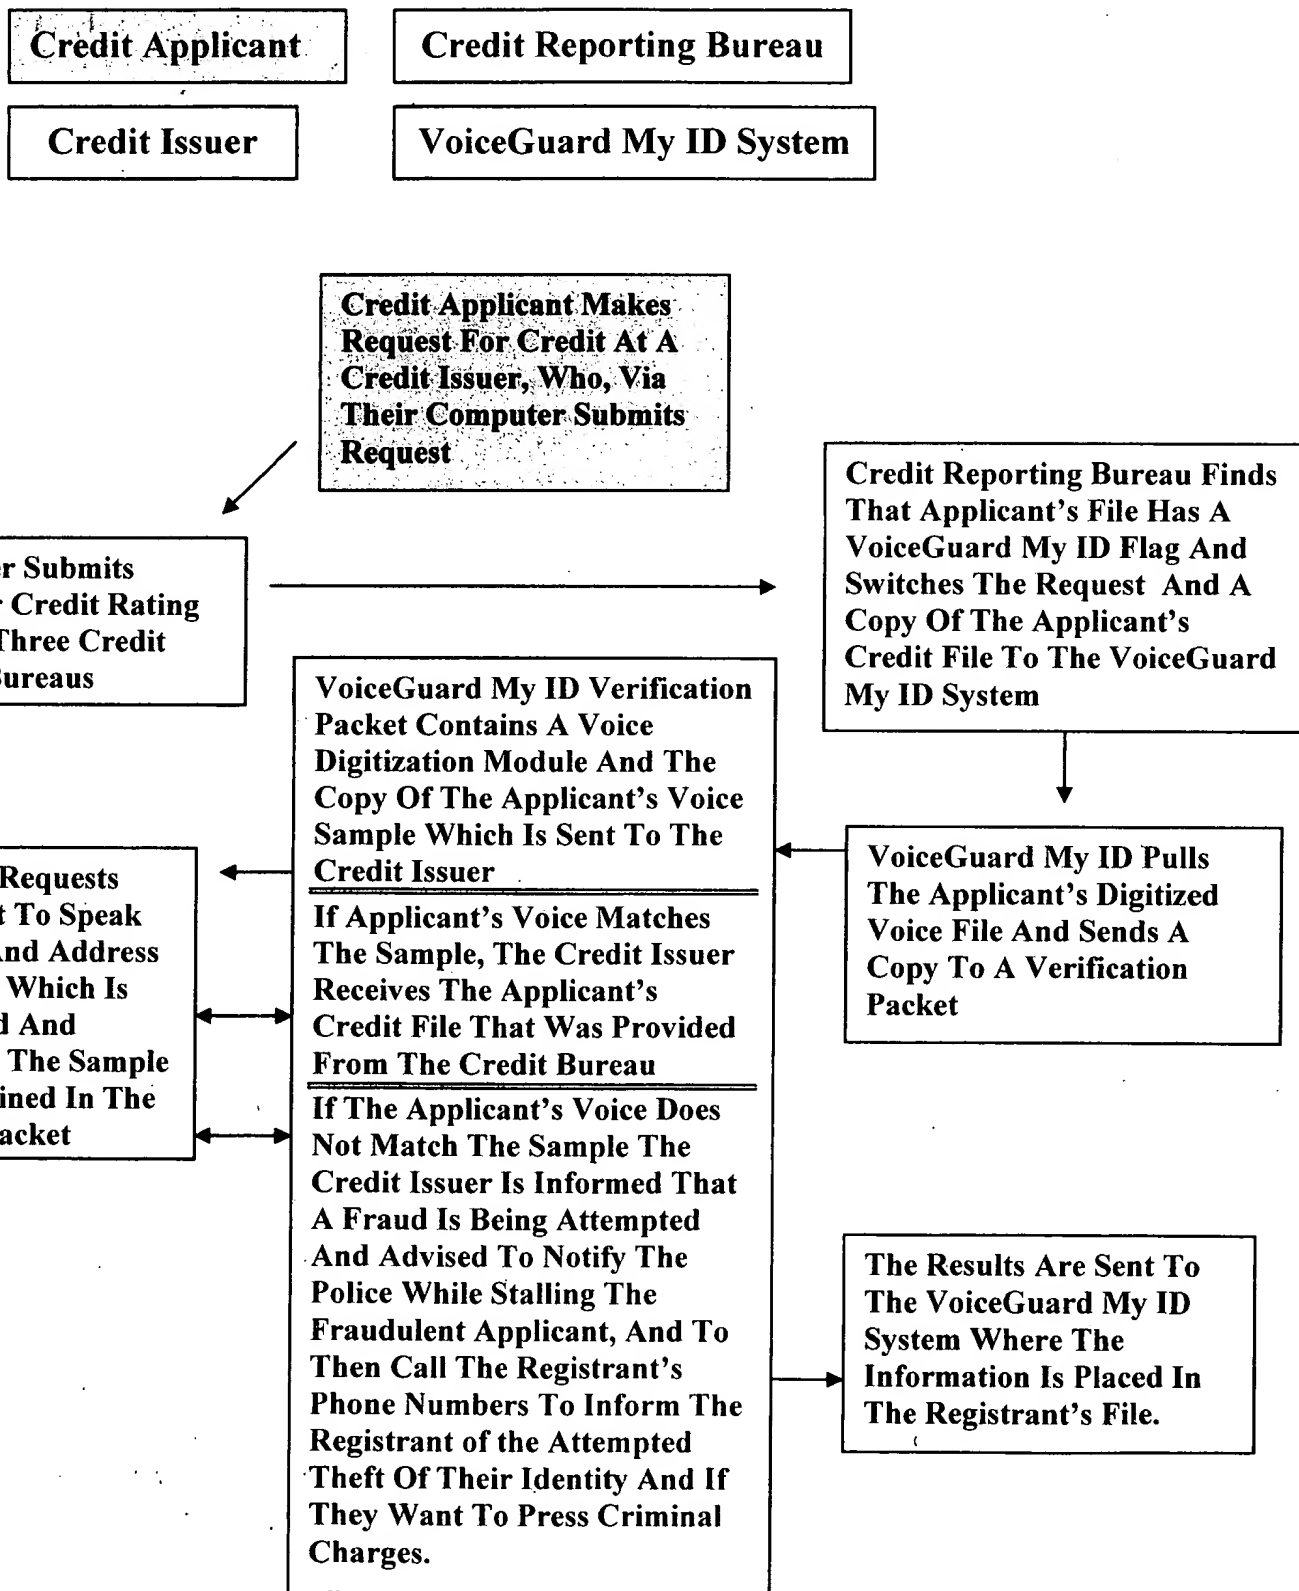 Credit Applicant
Credit Reporting Bureau
Credit Issuer
VoiceGuard My ID System
Credit Applicant Makes
Request For Credit At A
Credit Issuer, Who, Via
Their Computer Submits
Request
Submits
Credit Rating
Three Credit
Bureaus
Credit Reporting Bureau Finds
That Applicant's File Has A
VoiceGuard My ID Flag And
Switches The Request And A
Copy Of The Applicant's
Credit File To The VoiceGuard
My ID System
VoiceGuard My ID Pulls
The Applicant's Digitized
Voice File And Sends A
Copy To A Verification
Packet
VoiceGuard My ID Verification
Packet Contains A Voice
Digitization Module And The
Copy Of The Applicant's Voice
Sample Which Is Sent To The
Credit Issuer
If Applicant's Voice Matches
The Sample, The Credit Issuer
Receives The Applicant's
Credit File That Was Provided
From The Credit Bureau
If The Applicant's Voice Does
Not Match The Sample The
Credit Issuer Is Informed That
A Fraud Is Being Attempted
And Advised To Notify The
Police While Stalling The
Fraudulent Applicant, And To
Then Call The Registrant's
Phone Numbers To Inform The
Registrant of the Attempted
Theft Of Their Identity And If
They Want To Press Criminal
Charges.
Requests
To Speak
And Address
Which Is
And
The Sample
In The
Packet
The Results Are Sent To
The VoiceGuard My ID
System Where The
Information Is Placed In
The Registrant's File.